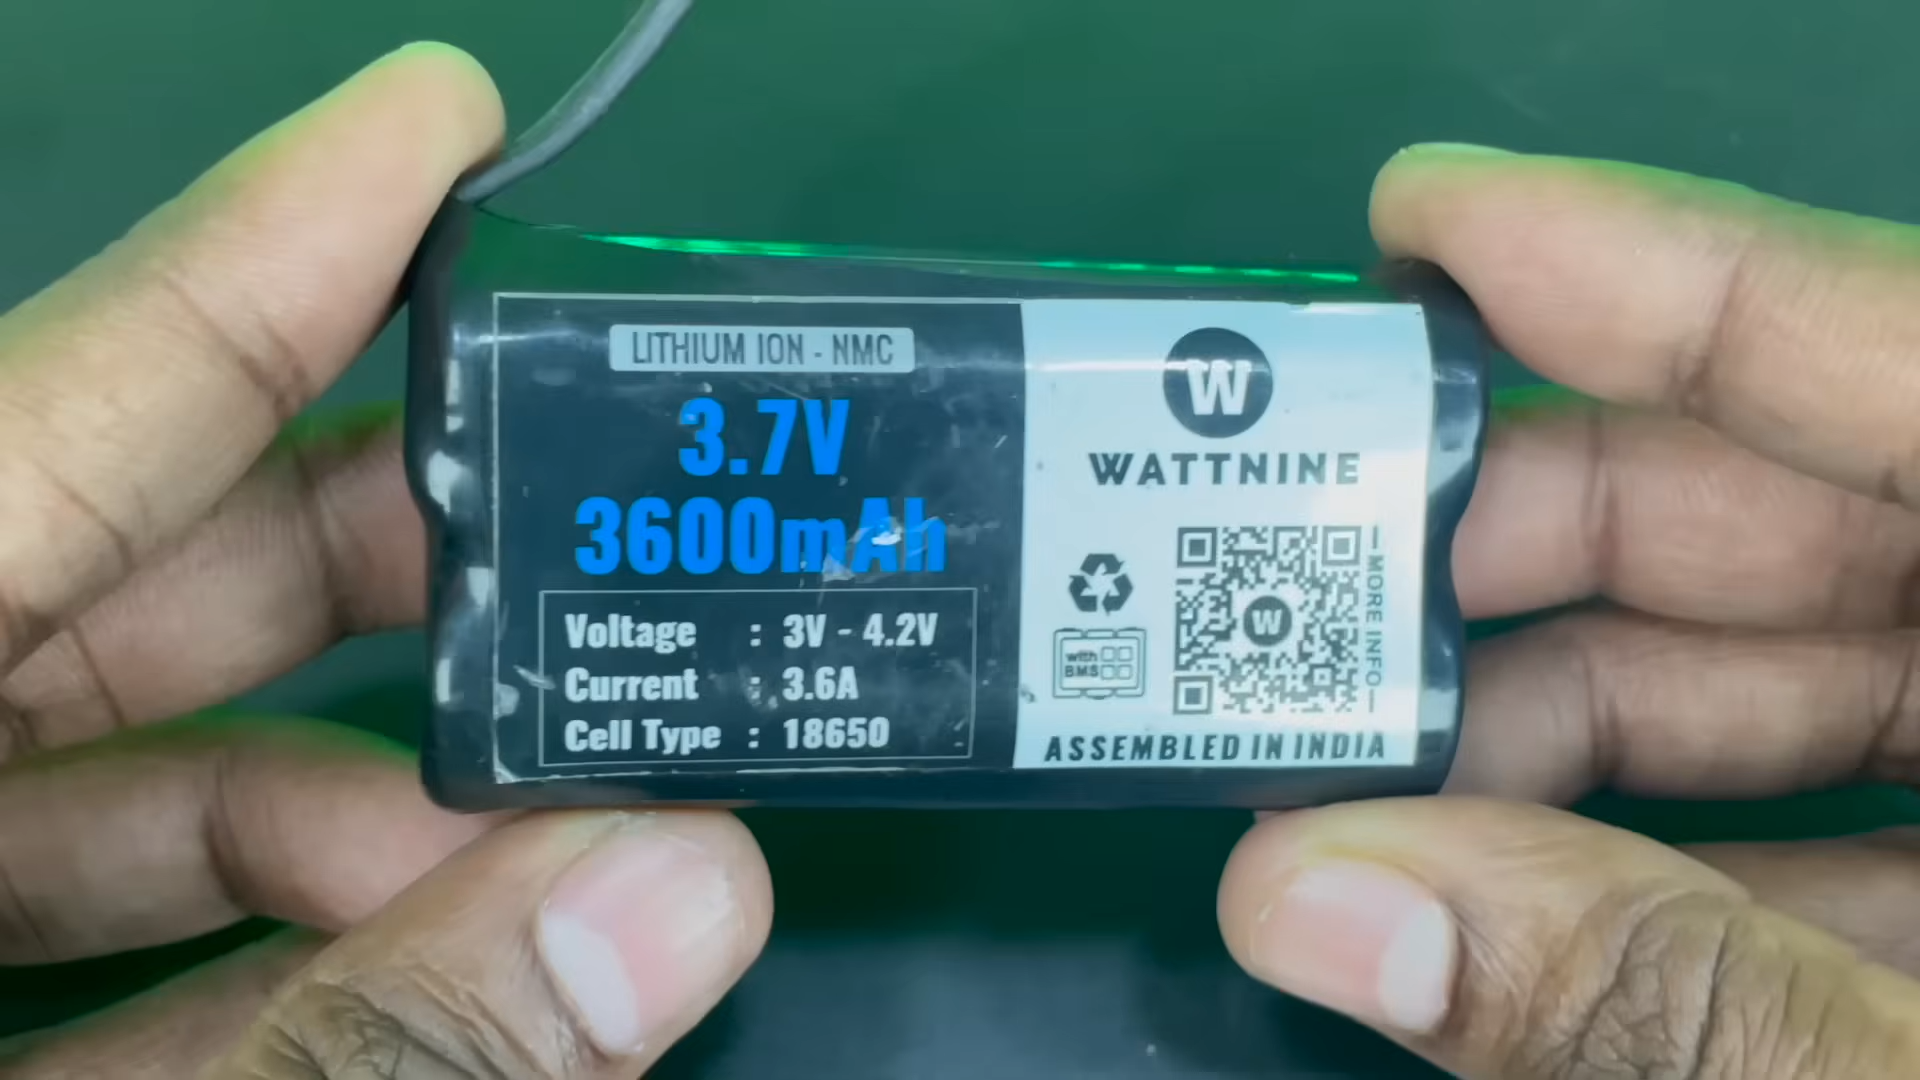 LITHIUM ION - NMC
3.7V
3600mAh
Voltage : 3V - 4.2V
Current : 3.6A
Cell Type : 18650
W
WATTNINE
with
BMS
W
MORE INFO
ASSEMBLED IN INDIA